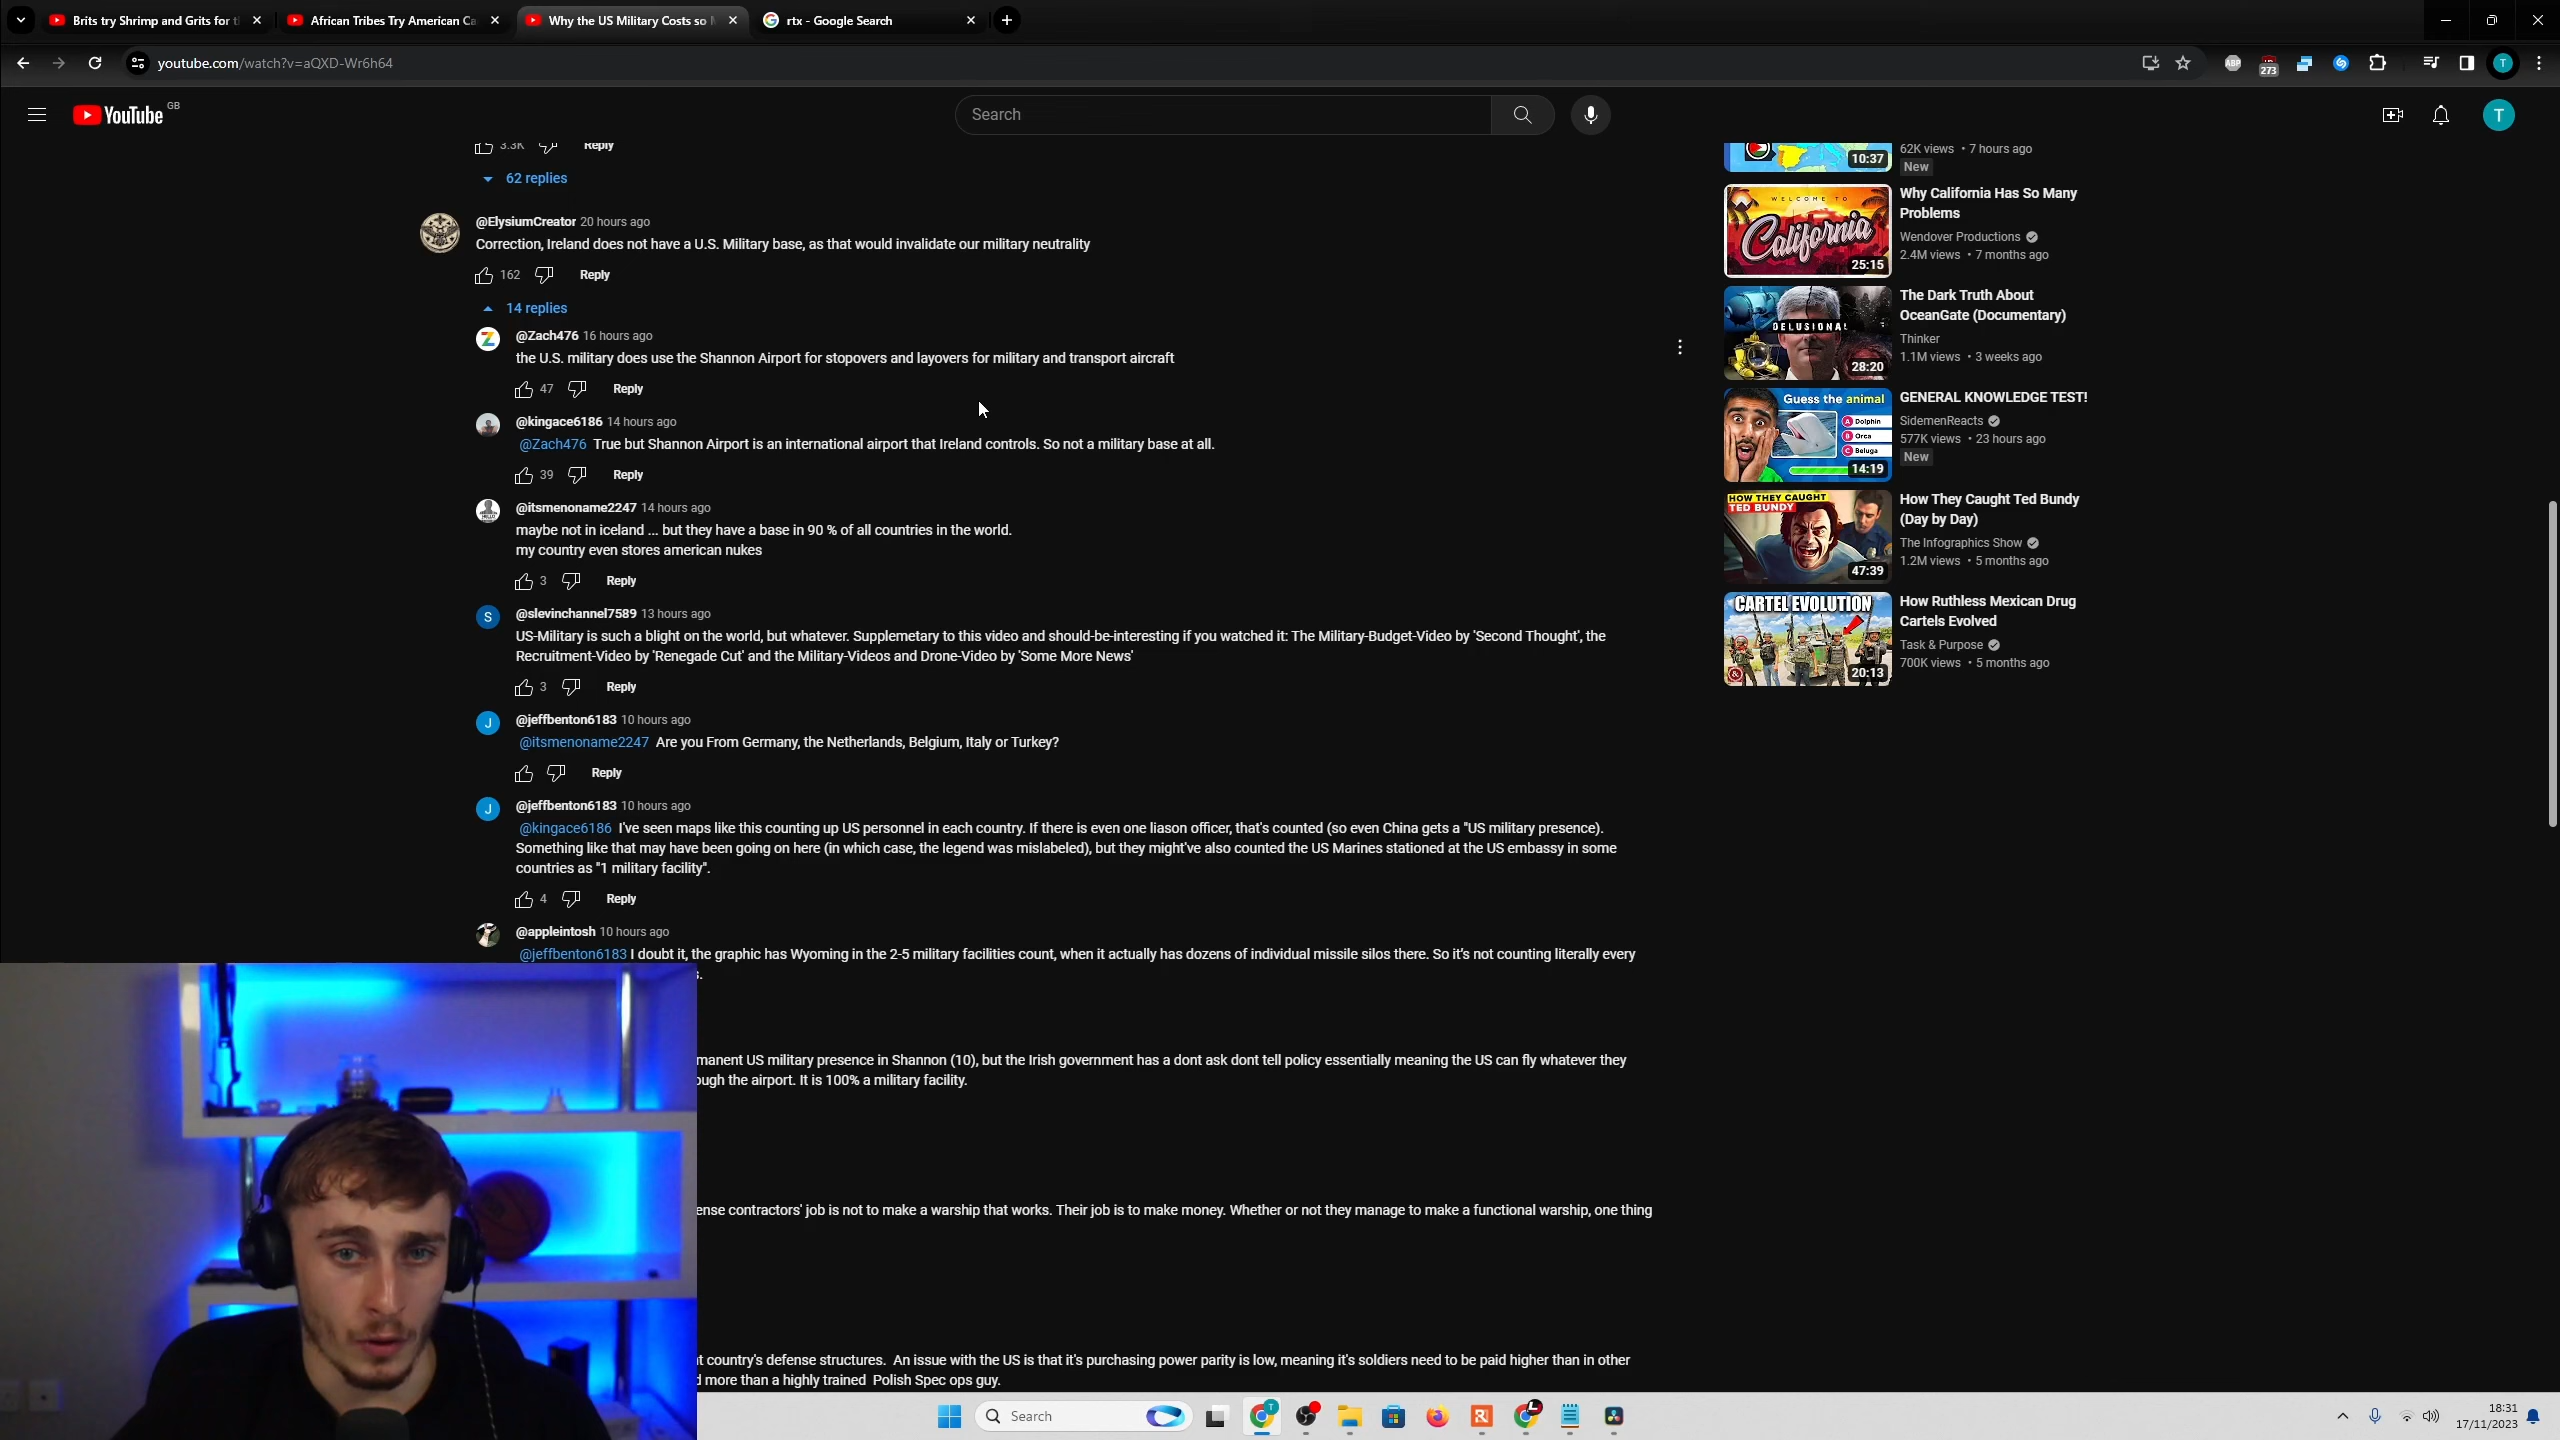 Brits try Shrimp and Grits for t
African Tribes Try American Ca
Why the US Military Costs so
rtx - Google Search
youtube.com/watch?v=aQXD-Wr6h64
ABP
273
T
YouTube GB
Search
T
3.3K Reply
62 replies
@ElysiumCreator 20 hours ago
Correction, Ireland does not have a U.S. Military base, as that would invalidate our military neutrality
162 Reply
14 replies
@Zach476 16 hours ago
the U.S. military does use the Shannon Airport for stopovers and layovers for military and transport aircraft
47 Reply
@kingace6186 14 hours ago
@Zach476 True but Shannon Airport is an international airport that Ireland controls. So not a military base at all.
39 Reply
@itsmenoname2247 14 hours ago
maybe not in iceland ... but they have a base in 90 % of all countries in the world.
my country even stores american nukes
3 Reply
S
@slevinchannel7589 13 hours ago
US-Military is such a blight on the world, but whatever. Supplemetary to this video and should-be-interesting if you watched it: The Military-Budget-Video by 'Second Thought', the
Recruitment-Video by 'Renegade Cut' and the Military-Videos and Drone-Video by 'Some More News'
3 Reply
J
@jeffbenton6183 10 hours ago
@itsmenoname2247 Are you From Germany, the Netherlands, Belgium, Italy or Turkey?
Reply
J
@jeffbenton6183 10 hours ago
@kingace6186 I've seen maps like this counting up US personnel in each country. If there is even one liason officer, that's counted (so even China gets a "US military presence).
Something like that may have been going on here (in which case, the legend was mislabeled), but they might've also counted the US Marines stationed at the US embassy in some
countries as "1 military facility".
4 Reply
@appleintosh 10 hours ago
@jeffbenton6183 I doubt it, the graphic has Wyoming in the 2-5 military facilities count, when it actually has dozens of individual missile silos there. So it's not counting literally every
s.
manent US military presence in Shannon (10), but the Irish government has a dont ask dont tell policy essentially meaning the US can fly whatever they
ough the airport. It is 100% a military facility.
ense contractors' job is not to make a warship that works. Their job is to make money. Whether or not they manage to make a functional warship, one thing
t country's defense structures. An issue with the US is that it's purchasing power parity is low, meaning it's soldiers need to be paid higher than in other
d more than a highly trained Polish Spec ops guy.
10:37
62K views • 7 hours ago
New
WELCOME TO
California
25:15
Why California Has So Many
Problems
Wendover Productions
2.4M views • 7 months ago
DELUSIONAL
28:20
The Dark Truth About
OceanGate (Documentary)
Thinker
1.1M views • 3 weeks ago
Guess the animal
A Dolphin
B Orca
C Beluga
14:19
GENERAL KNOWLEDGE TEST!
SidemenReacts
577K views • 23 hours ago
New
HOW THEY CAUGHT
TED BUNDY
47:39
How They Caught Ted Bundy
(Day by Day)
The Infographics Show
1.2M views • 5 months ago
CARTEL EVOLUTION
20:13
How Ruthless Mexican Drug
Cartels Evolved
Task & Purpose
700K views • 5 months ago
Search
18:31
17/11/2023